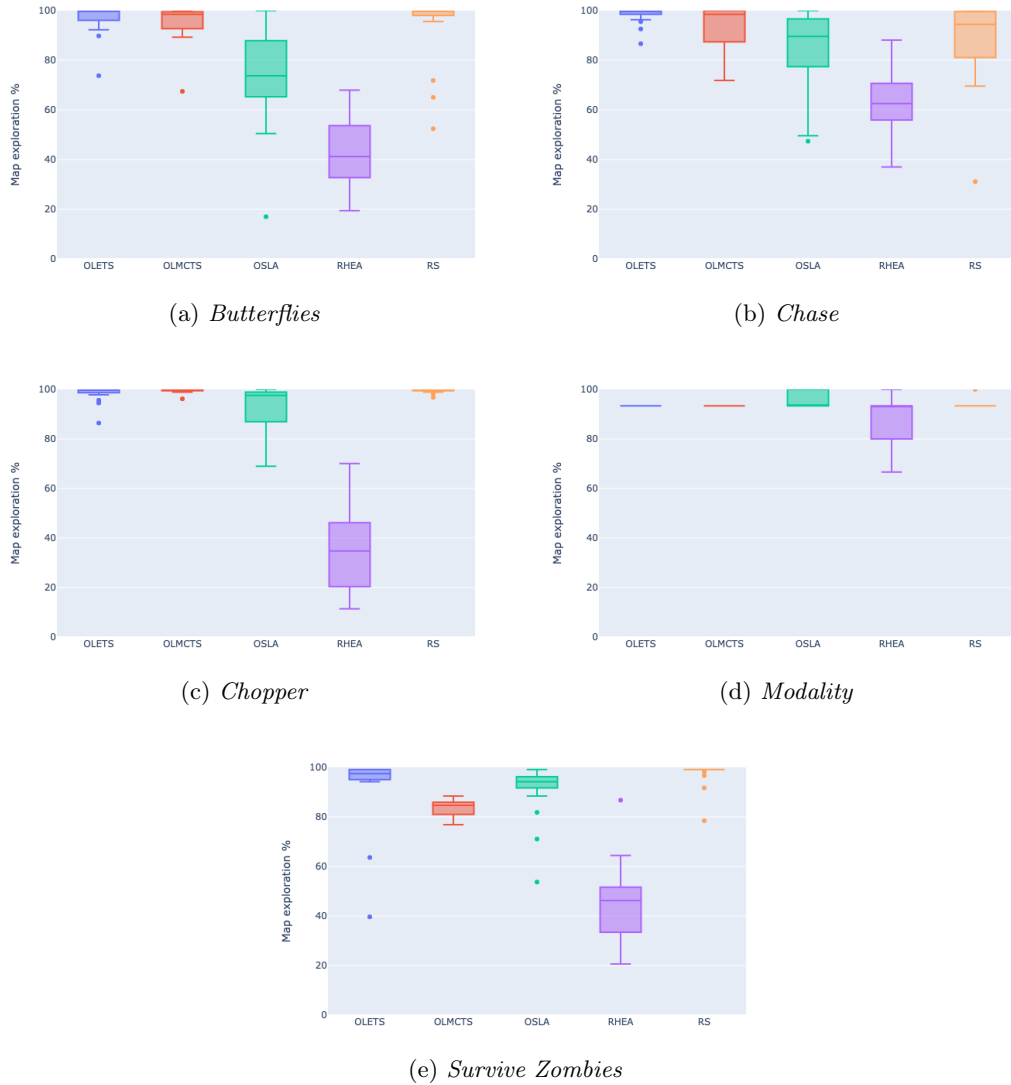 100
80
60
40
20
0
Map exploration %
OLETS OLMCTS OSLA RHEA RS
(a) Butterflies
100
80
60
40
20
0
Map exploration %
OLETS OLMCTS OSLA RHEA RS
(b) Chase
100
80
60
40
20
0
Map exploration %
OLETS OLMCTS OSLA RHEA RS
(c) Chopper
100
80
60
40
20
0
Map exploration %
OLETS OLMCTS OSLA RHEA RS
(d) Modality
100
80
60
40
20
0
Map exploration %
OLETS OLMCTS OSLA RHEA RS
(e) Survive Zombies